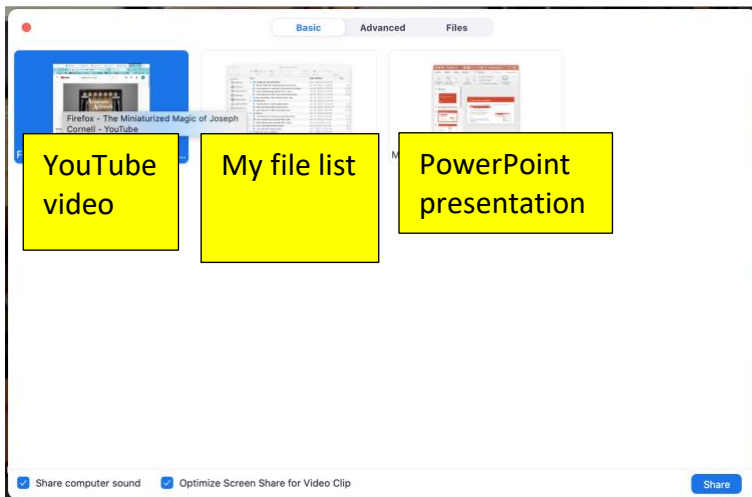 Basic Advanced Files
Firefox - The Miniaturized Magic of Joseph
Cornell - YouTube
YouTube
video
My file list
PowerPoint
presentation
Share computer sound
Optimize Screen Share for Video Clip
Share